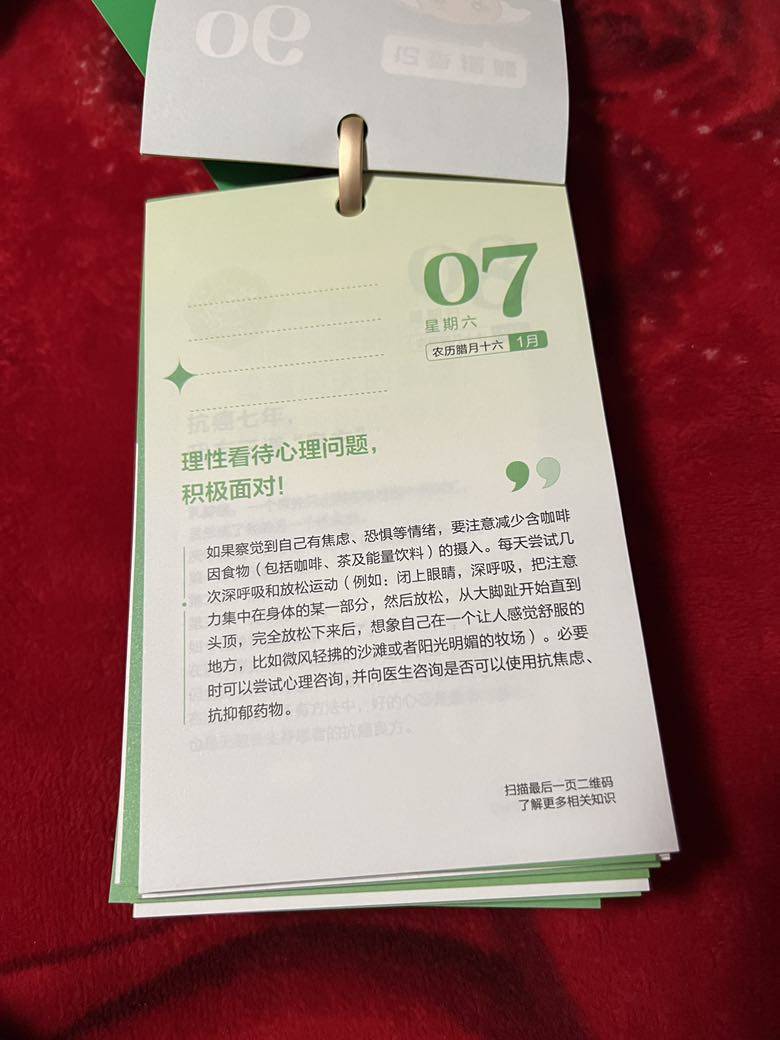 07
星期六
农历腊月十六 1月
理性看待心理问题，
积极面对！
如果察觉到自己有焦虑、恐惧等情绪，要注意减少含咖啡
因食物（包括咖啡、茶及能量饮料）的摄入。每天尝试几
次深呼吸和放松运动（例如：闭上眼睛，深呼吸，把注意
力集中在身体的某一部分，然后放松，从大脚趾开始直到
头顶，完全放松下来后，想象自己在一个让人感觉舒服的
地方，比如微风轻拂的沙滩或者阳光明媚的牧场）。必要
时可以尝试心理咨询，并向医生咨询是否可以使用抗焦虑、
抗抑郁药物。
扫描最后一页二维码
了解更多相关知识